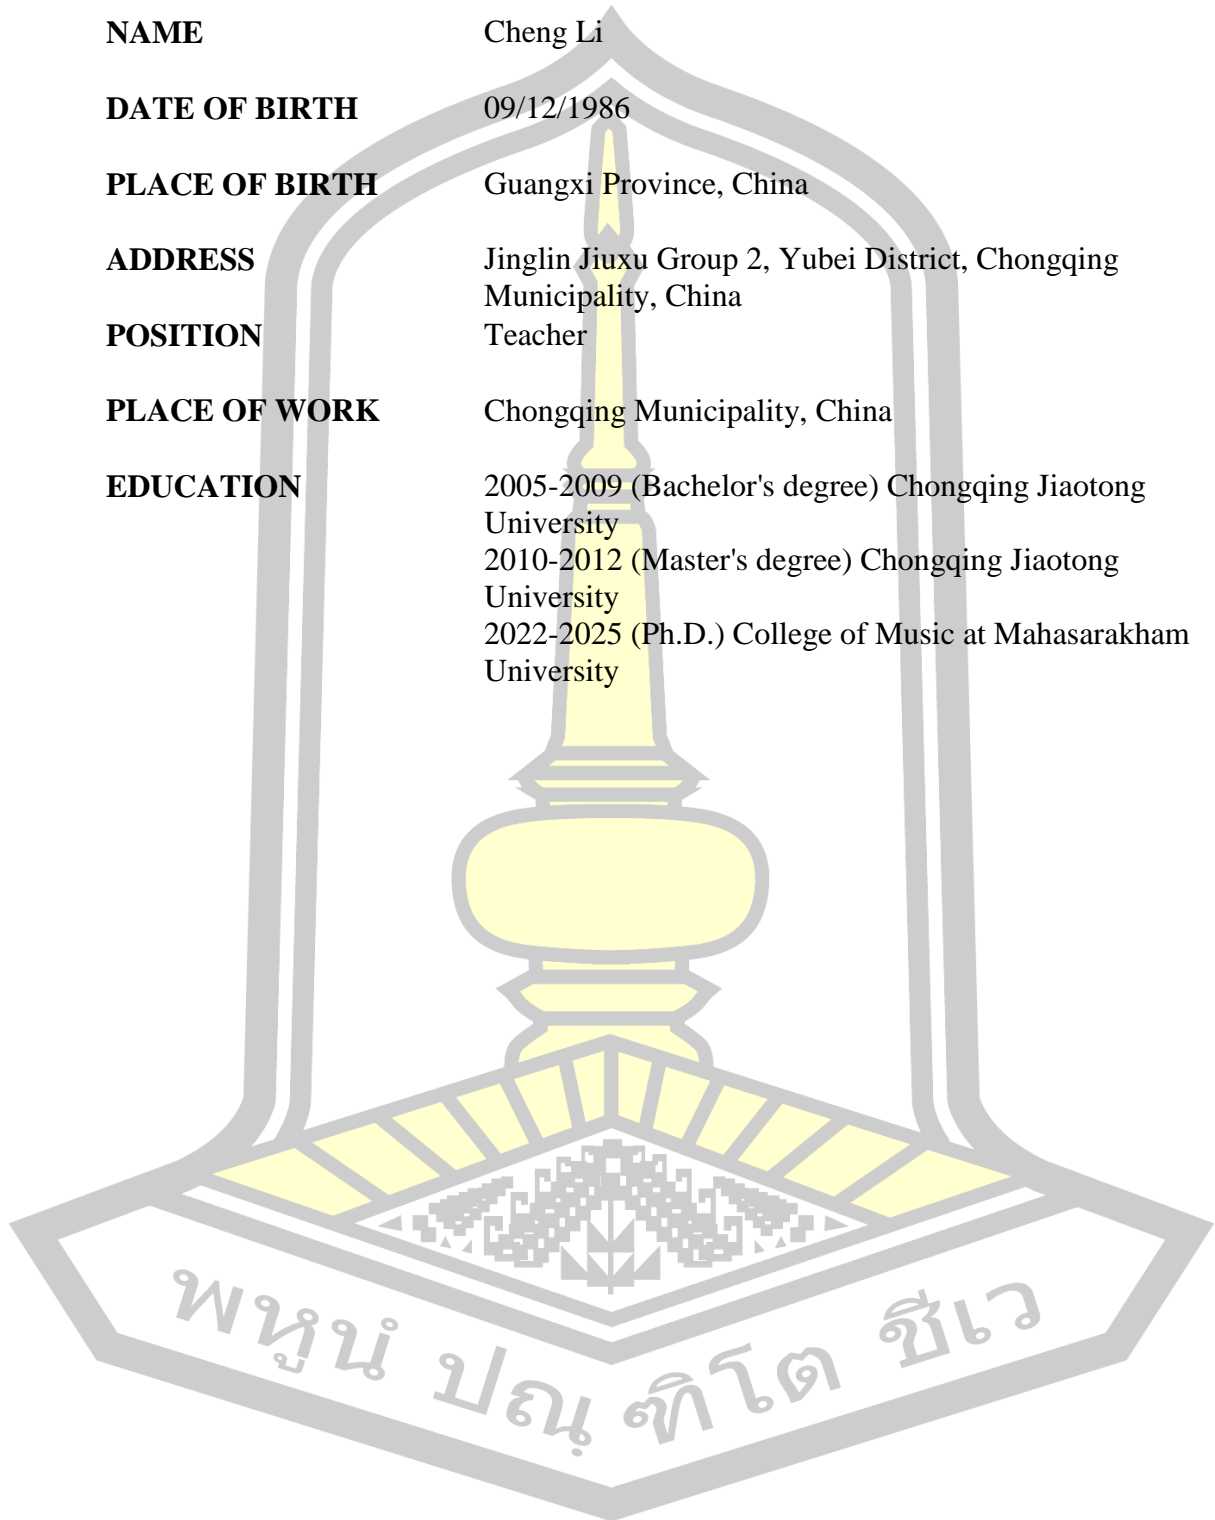 NAME Cheng Li
DATE OF BIRTH 09/12/1986
PLACE OF BIRTH Guangxi Province, China
ADDRESS Jinglin Jiuxu Group 2, Yubei District, Chongqing
Municipality, China
POSITION Teacher
PLACE OF WORK Chongqing Municipality, China
EDUCATION 2005-2009 (Bachelor's degree) Chongqing Jiaotong
University
2010-2012 (Master's degree) Chongqing Jiaotong
University
2022-2025 (Ph.D.) College of Music at Mahasarakham
University
พหูนํ ปณฺฑิโต ชีเว